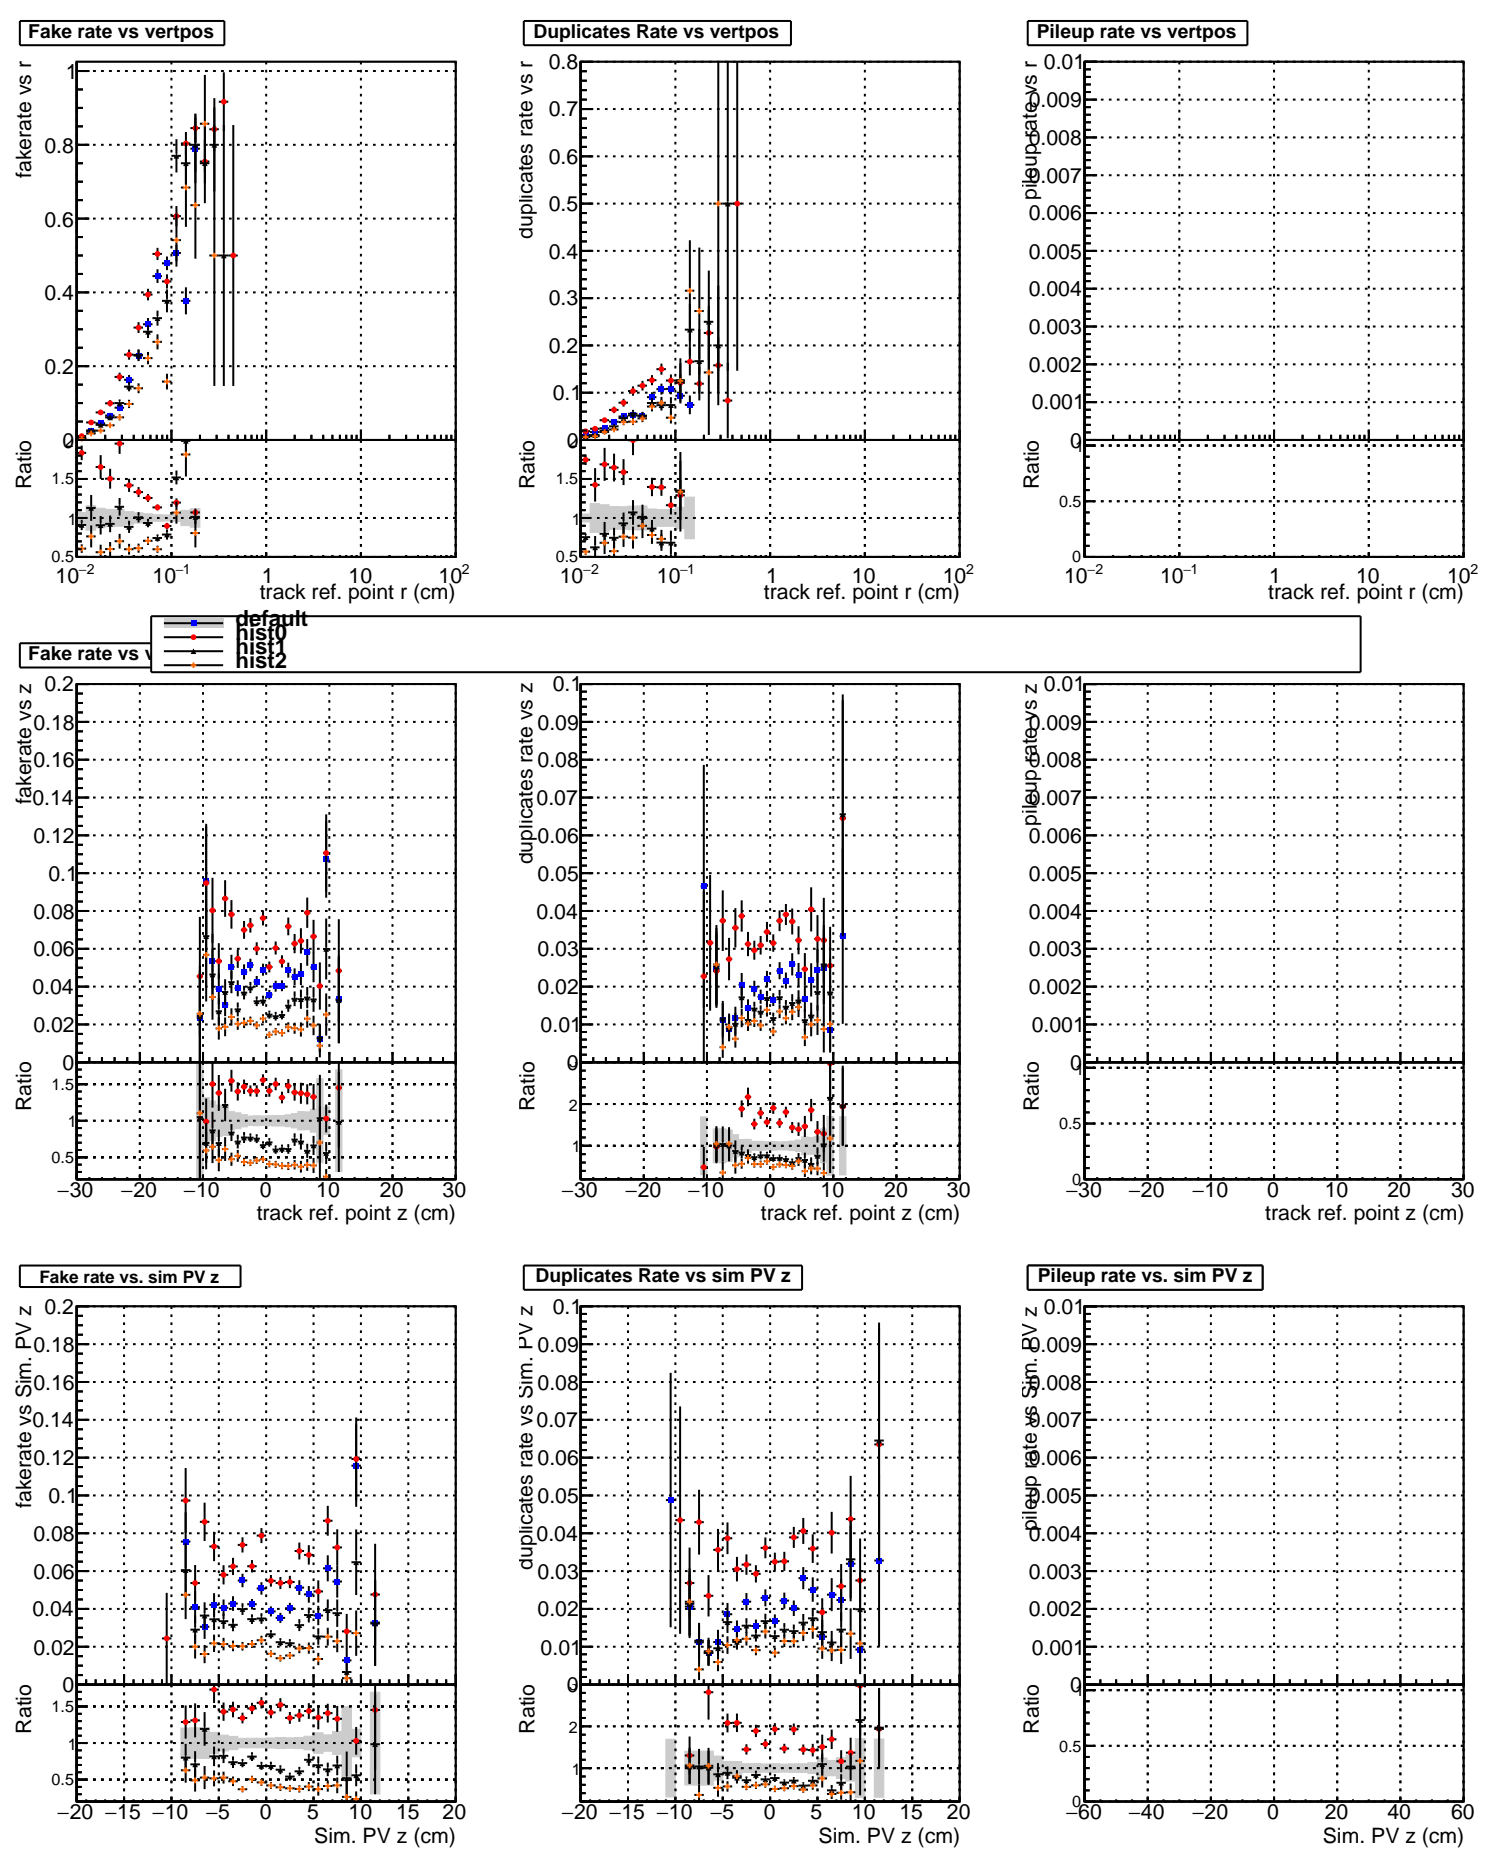 Fake rate vs vertpos
Duplicates Rate vs vertpos
Pileup rate vs vertpos
fakerate vs r
1
0.8
0.6
0.4
0.2
0
Ratio
1.5
1
0.5
10−2 10−1 1 10 102
track ref. point r (cm)
duplicates rate vs r
0.8
0.7
0.6
0.5
0.4
0.3
0.2
0.1
0
Ratio
1.5
1
0.5
10−2 10−1 1 10 102
track ref. point r (cm)
pileup rate vs r
0.01
0.009
0.008
0.007
0.006
0.005
0.004
0.003
0.002
0.001
0
Ratio
1
0.5
0
10−2 10−1 1 10 102
track ref. point r (cm)
default
hist0
hist1
hist2
Fake rate vs
fakerate vs z
0.2
0.18
0.16
0.14
0.12
0.1
0.08
0.06
0.04
0.02
0
Ratio
1.5
1
0.5
−30 −20 −10 0 10 20 30
track ref. point z (cm)
duplicates rate vs z
0.1
0.09
0.08
0.07
0.06
0.05
0.04
0.03
0.02
0.01
0
Ratio
2
1
−30 −20 −10 0 10 20 30
track ref. point z (cm)
pileup rate vs z
0.01
0.009
0.008
0.007
0.006
0.005
0.004
0.003
0.002
0.001
0
Ratio
1
0.5
0
−30 −20 −10 0 10 20 30
track ref. point z (cm)
Fake rate vs. sim PV z
Duplicates Rate vs sim PV z
Pileup rate vs. sim PV z
fakerate vs Sim. PV z
0.2
0.18
0.16
0.14
0.12
0.1
0.08
0.06
0.04
0.02
0
Ratio
1.5
1
0.5
−20 −15 −10 −5 0 5 10 15 20
Sim. PV z (cm)
duplicates rate vs Sim. PV z
0.1
0.09
0.08
0.07
0.06
0.05
0.04
0.03
0.02
0.01
0
Ratio
3
2
1
−20 −15 −10 −5 0 5 10 15 20
Sim. PV z (cm)
pileup rate vs Sim. PV z
0.01
0.009
0.008
0.007
0.006
0.005
0.004
0.003
0.002
0.001
0
Ratio
1
0.5
0
−60 −40 −20 0 20 40 60
Sim. PV z (cm)